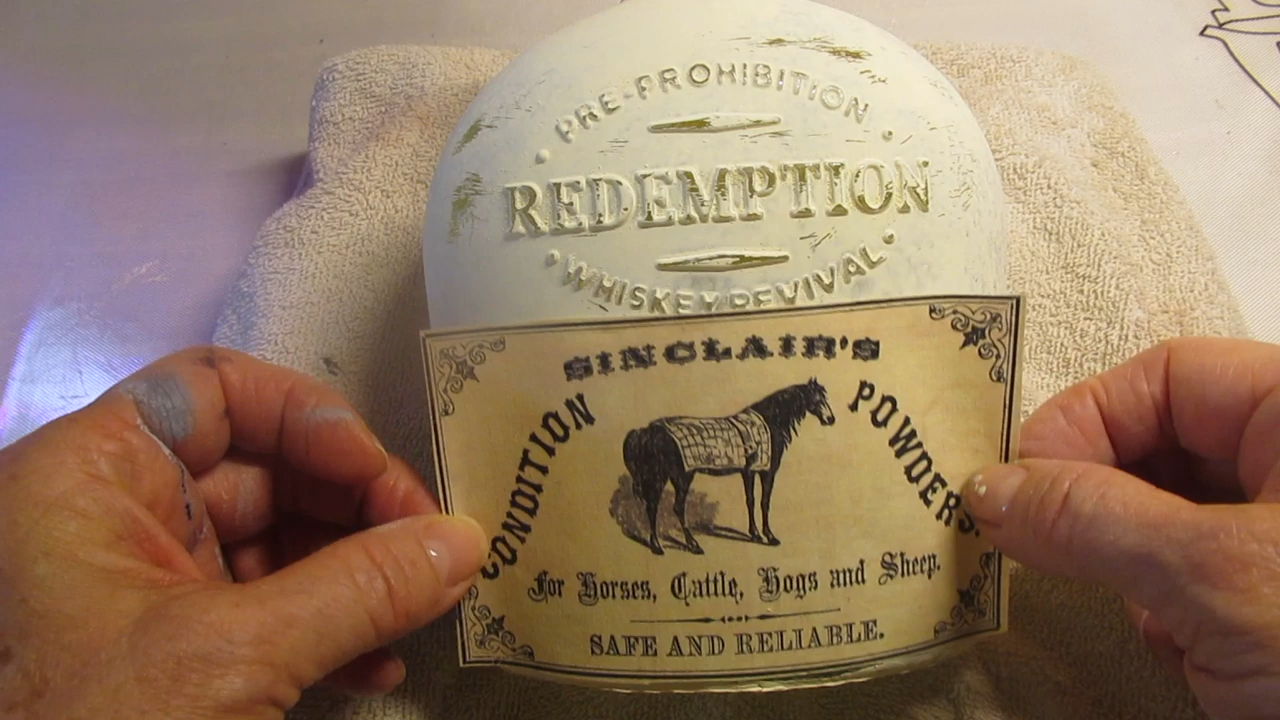 PRE-PROHIBITION
REDEMPTION
WHISKEY REVIVAL
SINCLAIR'S
CONDITION POWDERS.
For Horses, Cattle, Hogs and Sheep.
SAFE AND RELIABLE.